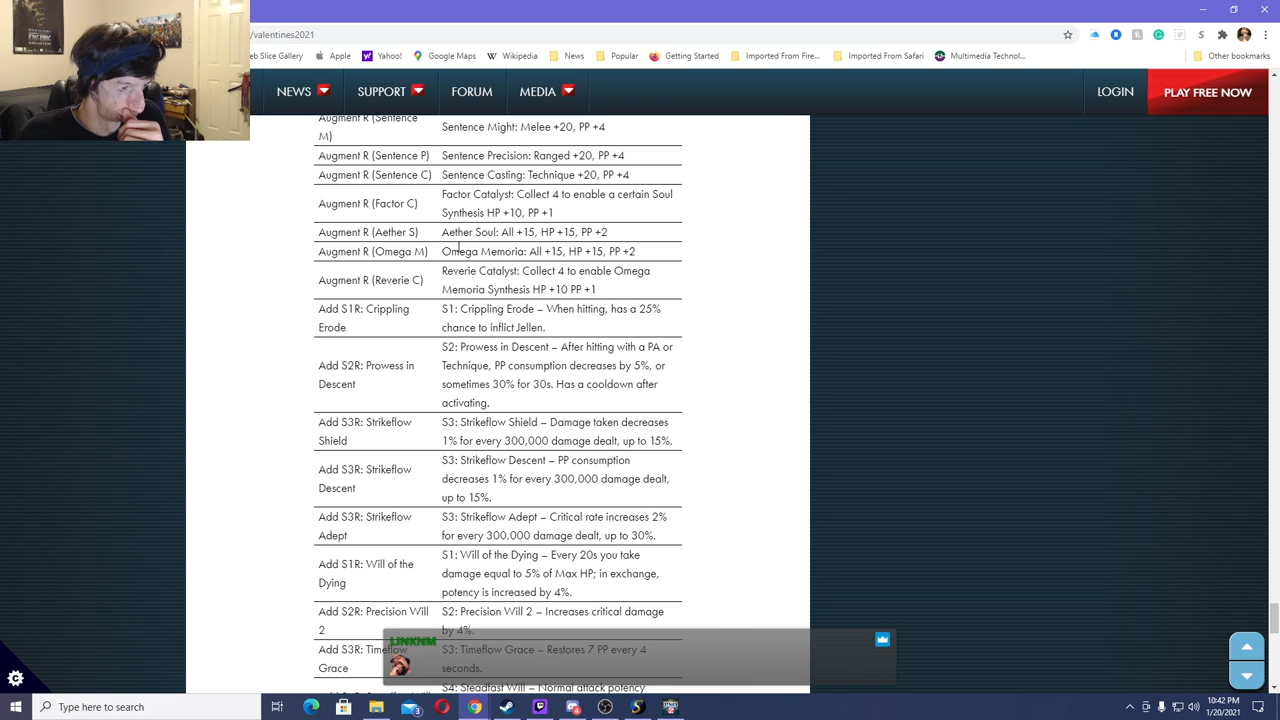 /valentines2021
eb Slice Gallery Apple Yahoo! Google Maps Wikipedia News Popular Getting Started Imported From Fire... Imported From Safari Multimedia Technol... Other bookmarks
NEWS SUPPORT FORUM MEDIA LOGIN PLAY FREE NOW
Augment R (Sentence
M)
Sentence Might: Melee +20, PP +4
Augment R (Sentence P)
Sentence Precision: Ranged +20, PP +4
Augment R (Sentence C)
Sentence Casting: Technique +20, PP +4
Augment R (Factor C)
Factor Catalyst: Collect 4 to enable a certain Soul
Synthesis HP +10, PP +1
Augment R (Aether S)
Aether Soul: All +15, HP +15, PP +2
Augment R (Omega M)
Omega Memoria: All +15, HP +15, PP +2
Augment R (Reverie C)
Reverie Catalyst: Collect 4 to enable Omega
Memoria Synthesis HP +10 PP +1
Add S1R: Crippling
Erode
S1: Crippling Erode – When hitting, has a 25%
chance to inflict Jellen.
Add S2R: Prowess in
Descent
S2: Prowess in Descent – After hitting with a PA or
Technique, PP consumption decreases by 5%, or
sometimes 30% for 30s. Has a cooldown after
activating.
Add S3R: Strikeflow
Shield
S3: Strikeflow Shield – Damage taken decreases
1% for every 300,000 damage dealt, up to 15%.
Add S3R: Strikeflow
Descent
S3: Strikeflow Descent – PP consumption
decreases 1% for every 300,000 damage dealt,
up to 15%.
Add S3R: Strikeflow
Adept
S3: Strikeflow Adept – Critical rate increases 2%
for every 300,000 damage dealt, up to 30%.
Add S1R: Will of the
Dying
S1: Will of the Dying – Every 20s you take
damage equal to 5% of Max HP; in exchange,
potency is increased by 4%.
Add S2R: Precision Will
2
S2: Precision Will 2 – Increases critical damage
by 4%.
LINKNM
Add S3R: Timeflow
Grace
S3: Timeflow Grace – Restores 7 PP every 4
seconds.
S4: Steadfast Will – Normal attack potency
Type here to search
3
10:42 PM
1/20/2021